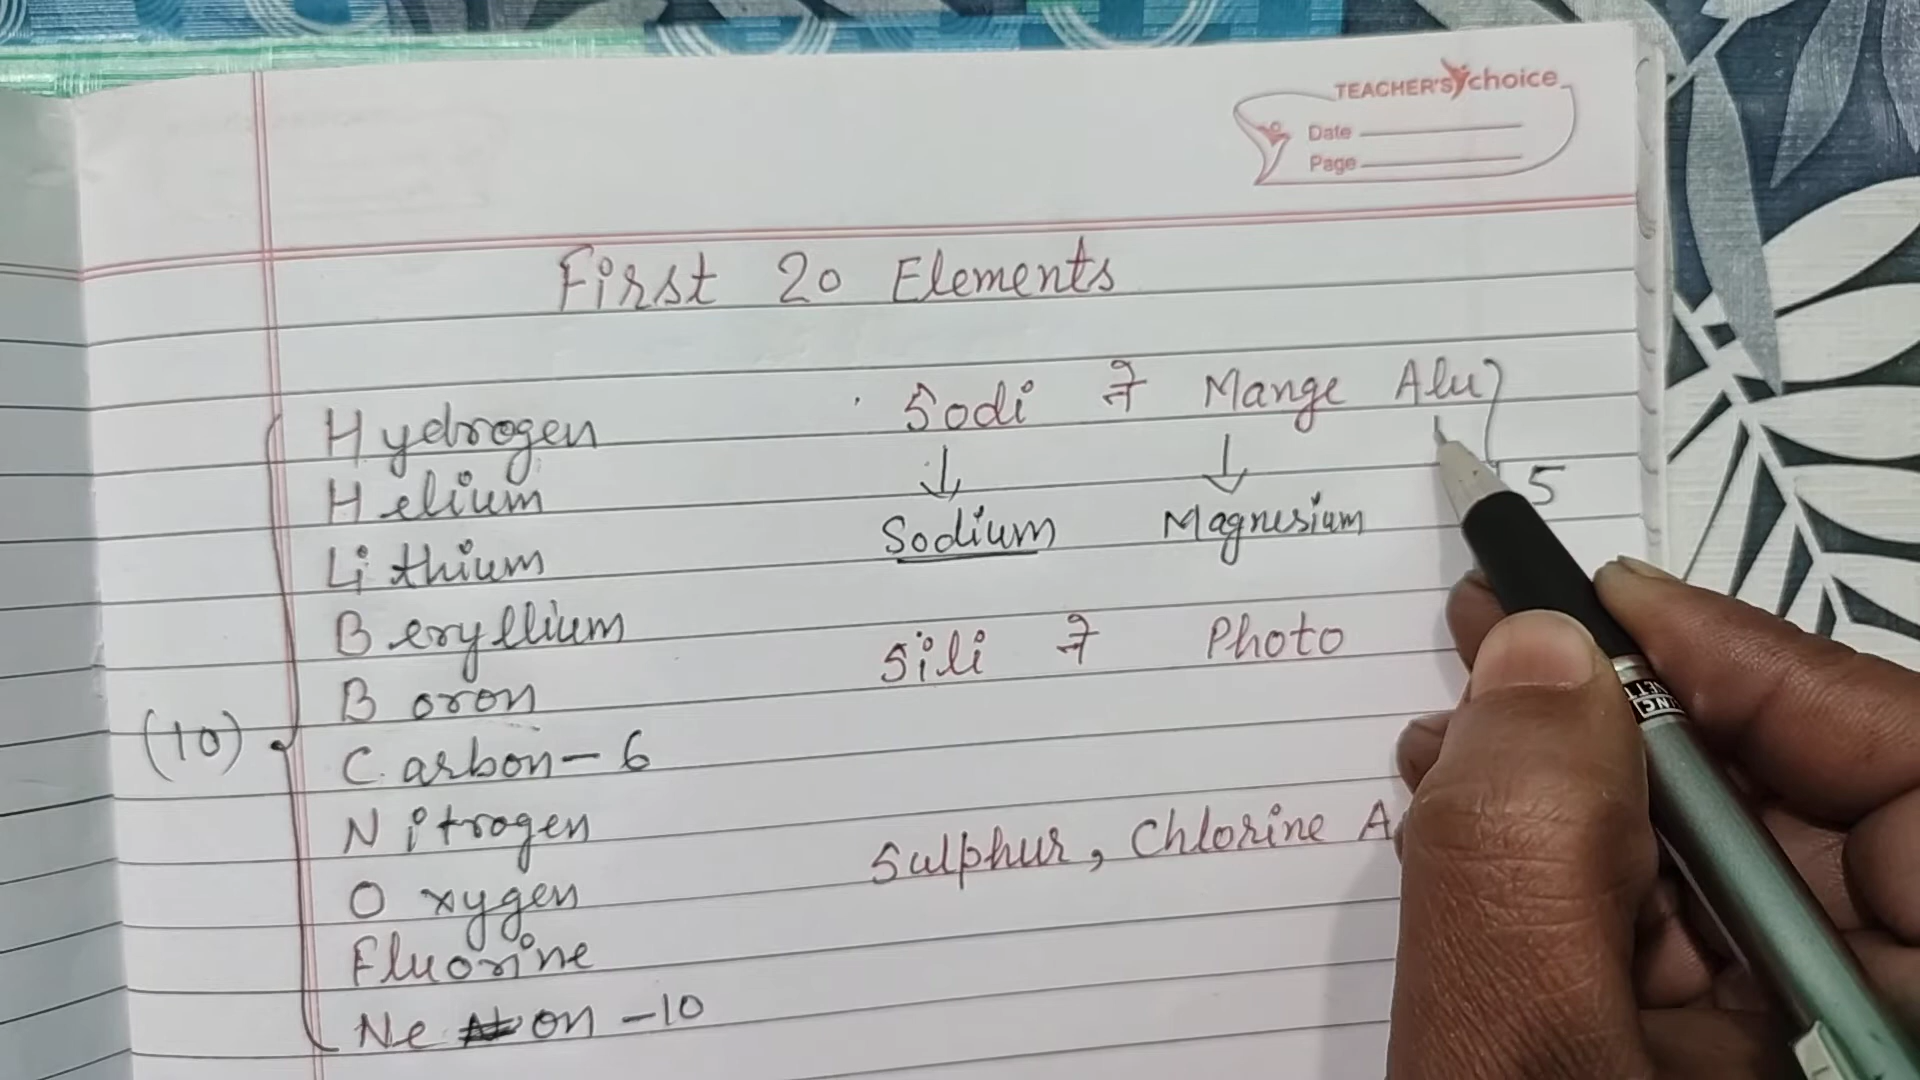 TEACHER'S choice
Date
Page
First 20 Elements
Hydrogen
Helium
Lithium
Beryllium
Boron
(10)
Carbon - 6
Nitrogen
Oxygen
Fluorine
Ne on - 10
Sodi ने Mange Alu
5
Sodium Magnesium
Sili ने Photo
Sulphur, Chlorine A